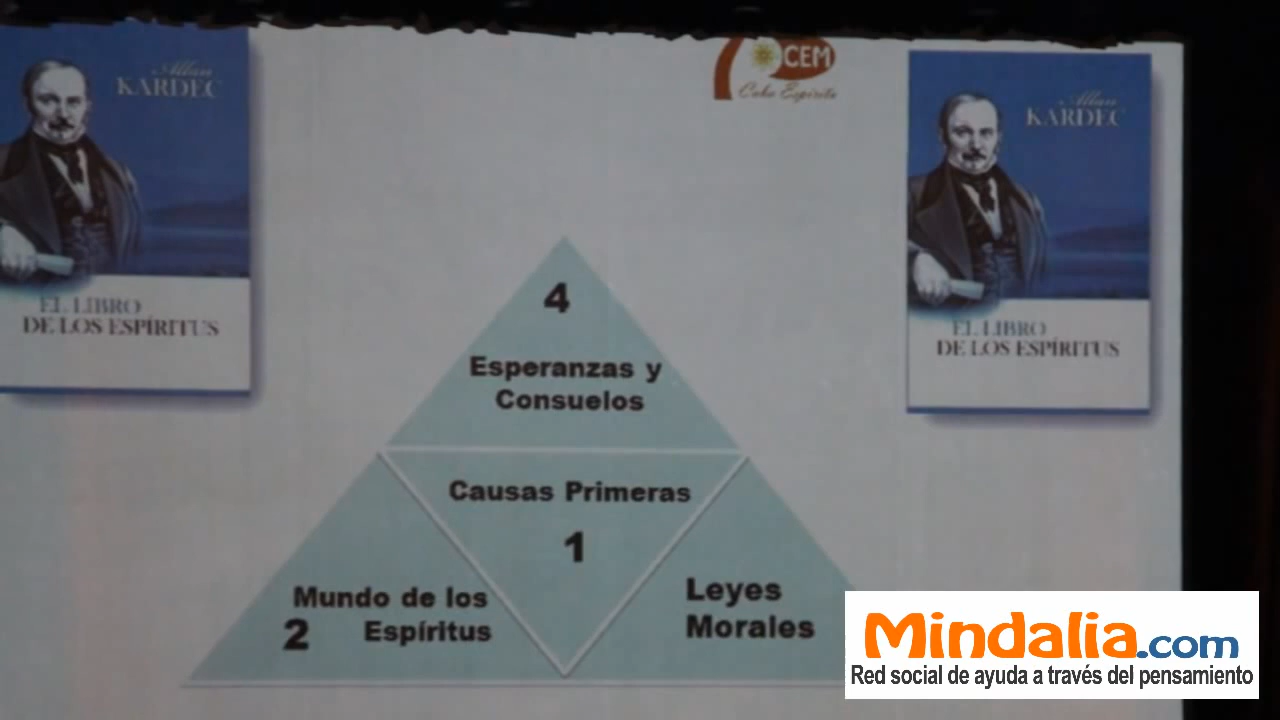 Allan
KARDEC
EL LIBRO
DE LOS ESPÍRITUS
CEM
Allan
KARDEC
EL LIBRO
DE LOS ESPÍRITUS
4
Esperanzas y
Consuelos
Causas Primeras
1
Mundo de los
2 Espíritus
Leyes
Morales
Mindalia.com
Red social de ayuda a través del pensamiento